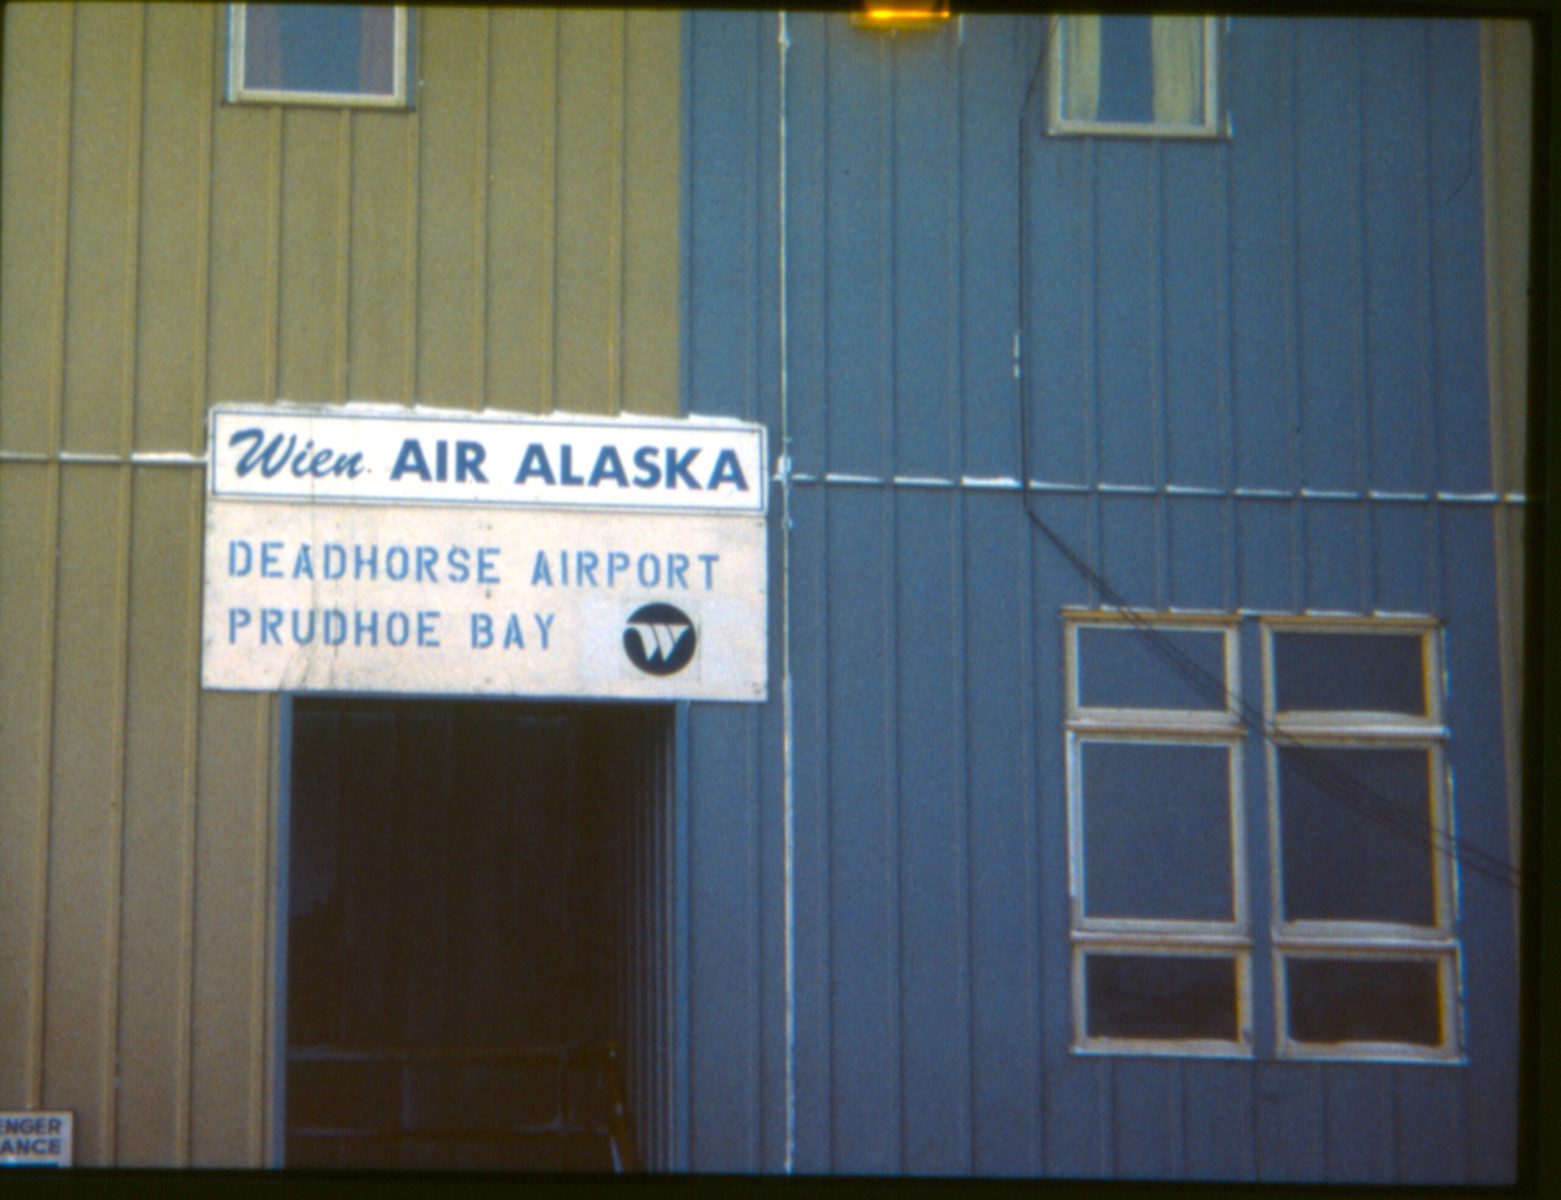 Wien AIR ALASKA
DEADHORSE AIRPORT
PRUDHOE BAY
W
ENGER
ANCE